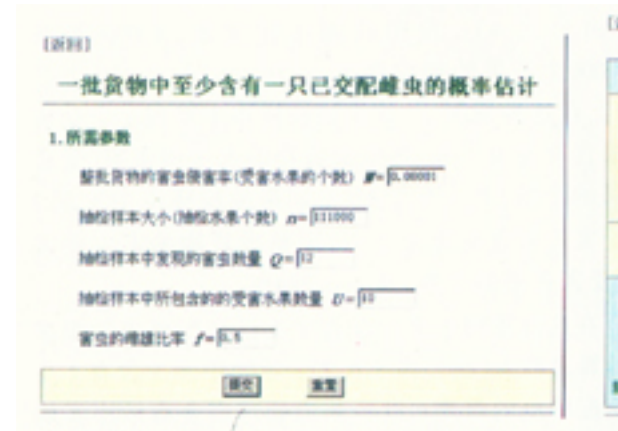 [返回]
一批货物中至少含有一只已交配雌虫的概率估计
1.所需参数
整批货物的害虫侵害率(受害水果的个数) W=0.00001
抽检样本大小(抽检水果个数) n=111000
抽检样本中发现的害虫数量 Q=12
抽检样本中所包含的的受害水果数量 U=10
害虫的雌雄比率 f=0.5
提交 重置